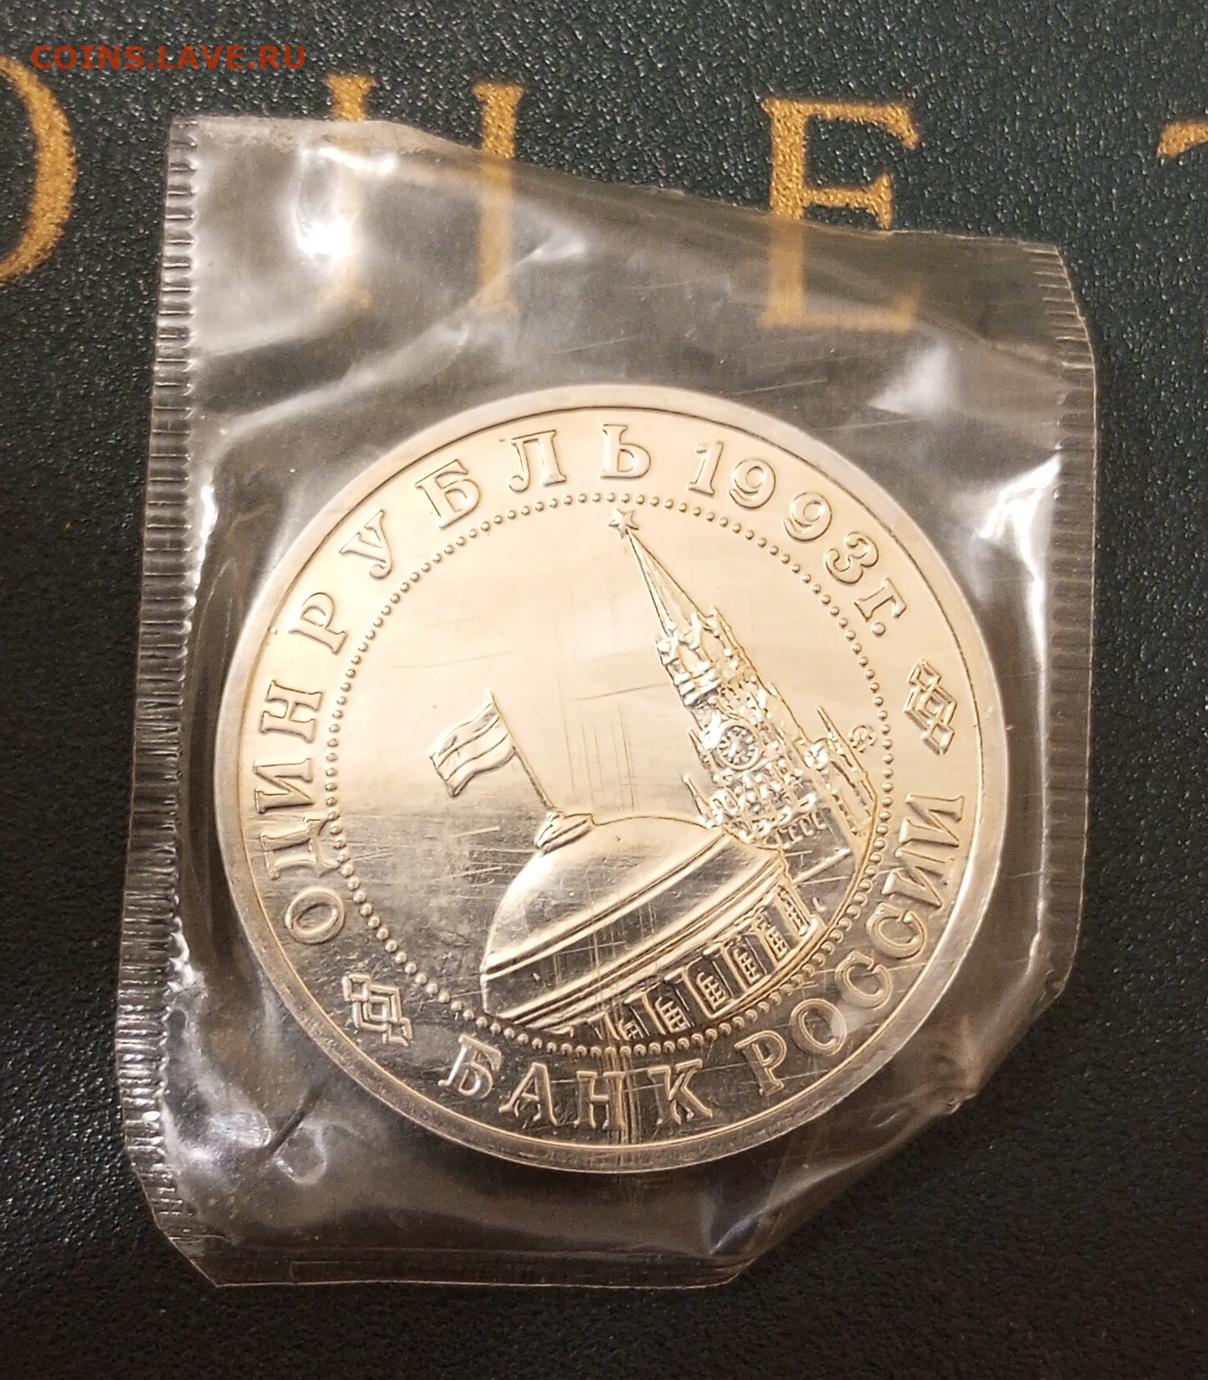 COINS.LAVE.RU
О Н Е Т
ОДИН РУБЛЬ 1993г.
БАНК РОССИИ